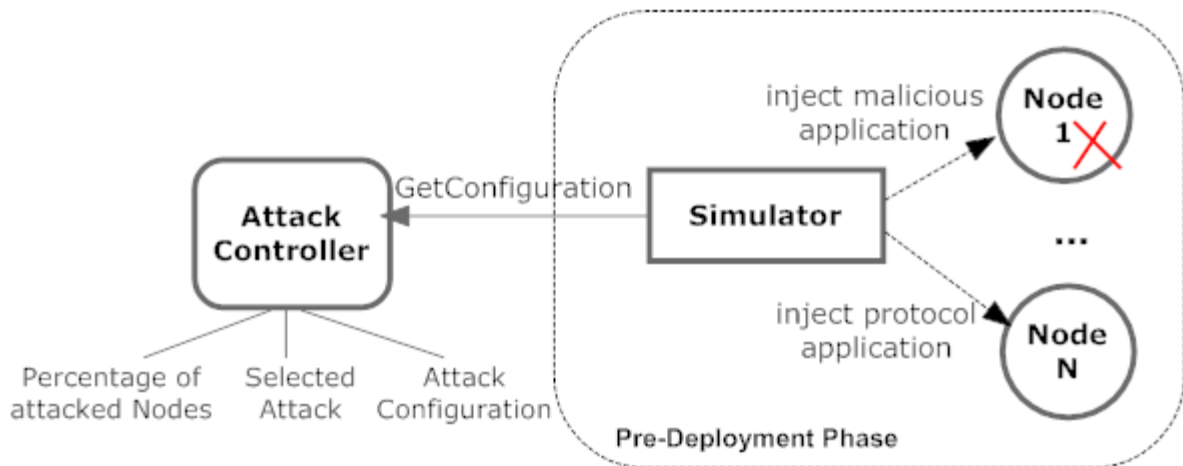 inject malicious
application
Node
1
GetConfiguration
Attack
Controller
Simulator
...
inject protocol
application
Node
N
Percentage of
attacked Nodes
Selected
Attack
Attack
Configuration
Pre-Deployment Phase